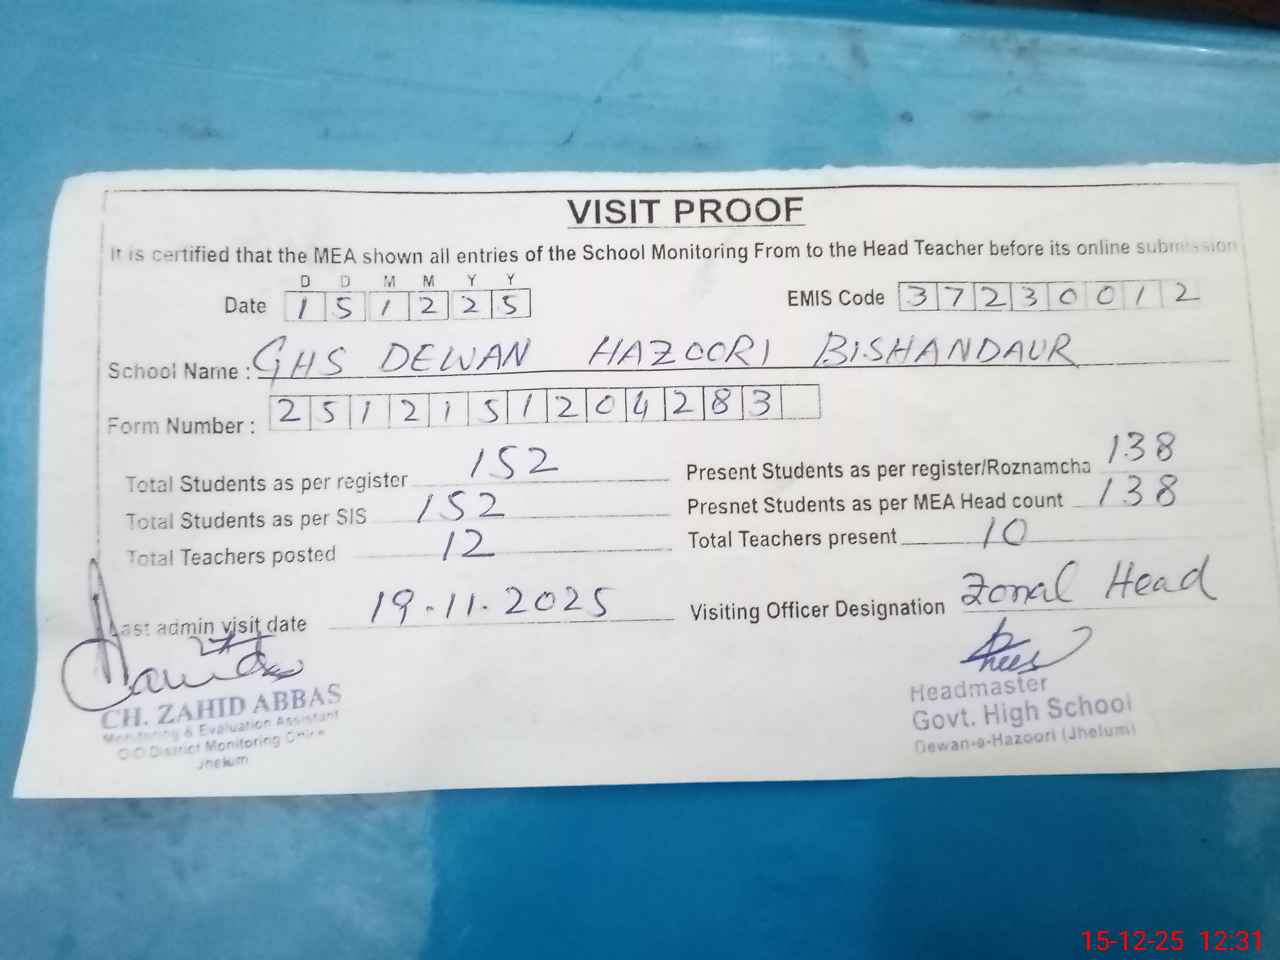 VISIT PROOF
It is certified that the MEA shown all entries of the School Monitoring From to the Head Teacher before its online submission
D D M M Y Y
Date 1 5 1 2 2 5 EMIS Code 3 7 2 3 0 0 1 2
School Name : GHS DEWAN HAZOORI BISHANDAUR
Form Number : 2 5 1 2 1 5 1 2 0 4 2 8 3
Total Students as per register 152 Present Students as per register/Roznamcha 138
Total Students as per SIS 152 Presnet Students as per MEA Head count 138
Total Teachers posted 12 Total Teachers present 10
Last admin visit date 19-11-2025 Visiting Officer Designation Zonal Head
CH. ZAHID ABBAS
Monitoring & Evaluation Assistant
O/O District Monitoring Office
Jhelum
Headmaster
Govt. High School
Dewan-e-Hazoori (Jhelum)
15-12-25 12:31